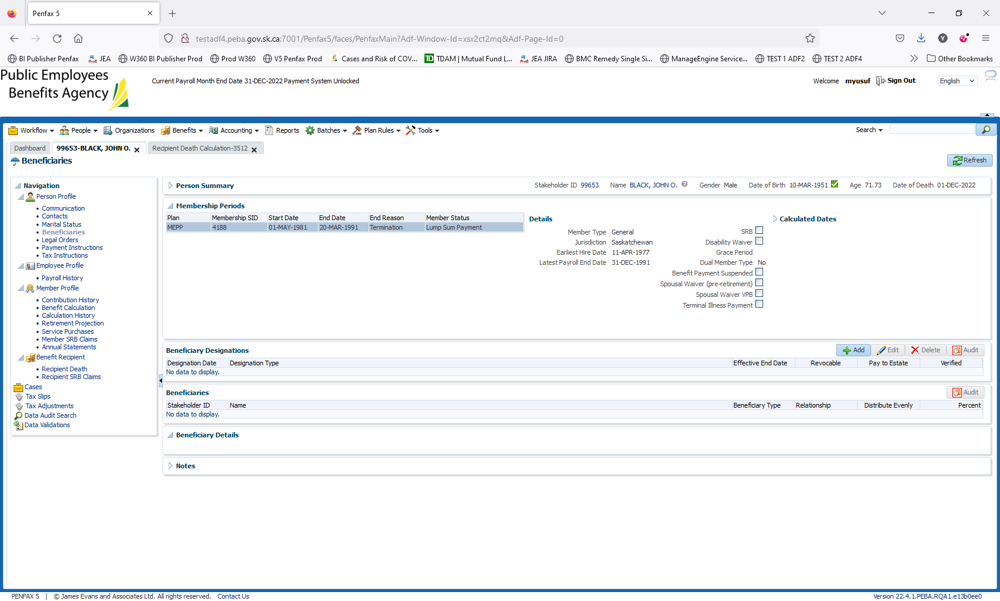 Penfax 5
testadf4.peba.gov.sk.ca:7001/Penfax5/faces/PenfaxMain?Adf-Window-Id=xsx2ct2mq&Adf-Page-Id=0
BI Publisher Penfax JEA W360 BI Publisher Prod Prod W360 V5 Penfax Prod Cases and Risk of COV... TD TDAM | Mutual Fund L... JEA JIRA BMC Remedy Single Si... ManageEngine Service... TEST 1 ADF2 TEST 2 ADF4 Other Bookmarks
Public Employees
Benefits Agency
Current Payroll Month End Date 31-DEC-2022 Payment System Unlocked
Welcome myusuf Sign Out English
Workflow People Organizations Benefits Accounting Reports Batches Plan Rules Tools Search
Dashboard 99653-BLACK, JOHN O. Recipient Death Calculation-3512
Beneficiaries
Refresh
Navigation
Person Profile
Communication
Contacts
Marital Status
Beneficiaries
Legal Orders
Payment Instructions
Tax Instructions
Employee Profile
Payroll History
Member Profile
Contribution History
Benefit Calculation
Calculation History
Retirement Projection
Service Purchases
Member SRB Claims
Annual Statements
Benefit Recipient
Recipient Death
Recipient SRB Claims
Cases
Tax Slips
Tax Adjustments
Data Audit Search
Data Validations
Person Summary Stakeholder ID 99653 Name BLACK, JOHN O. Gender Male Date of Birth 10-MAR-1951 Age 71.73 Date of Death 01-DEC-2022
Membership Periods
Plan Membership SID Start Date End Date End Reason Member Status
MEPP 4188 01-MAY-1981 20-MAR-1991 Termination Lump Sum Payment
Details
Member Type General
Jurisdiction Saskatchewan
Earliest Hire Date 11-APR-1977
Latest Payroll End Date 31-DEC-1991
SRB
Disability Waiver
Grace Period
Dual Member Type No
Benefit Payment Suspended
Spousal Waiver (pre-retirement)
Spousal Waiver VPB
Terminal Illness Payment
Calculated Dates
Beneficiary Designations Add Edit Delete Audit
Designation Date Designation Type Effective End Date Revocable Pay to Estate Verified
No data to display.
Beneficiaries Audit
Stakeholder ID Name Beneficiary Type Relationship Distribute Evenly Percent
No data to display.
Beneficiary Details
Notes
PENFAX 5 | © James Evans and Associates Ltd. All rights reserved. Contact Us
Version 22.4.1.PEBA.RQA1.e13b0ee0